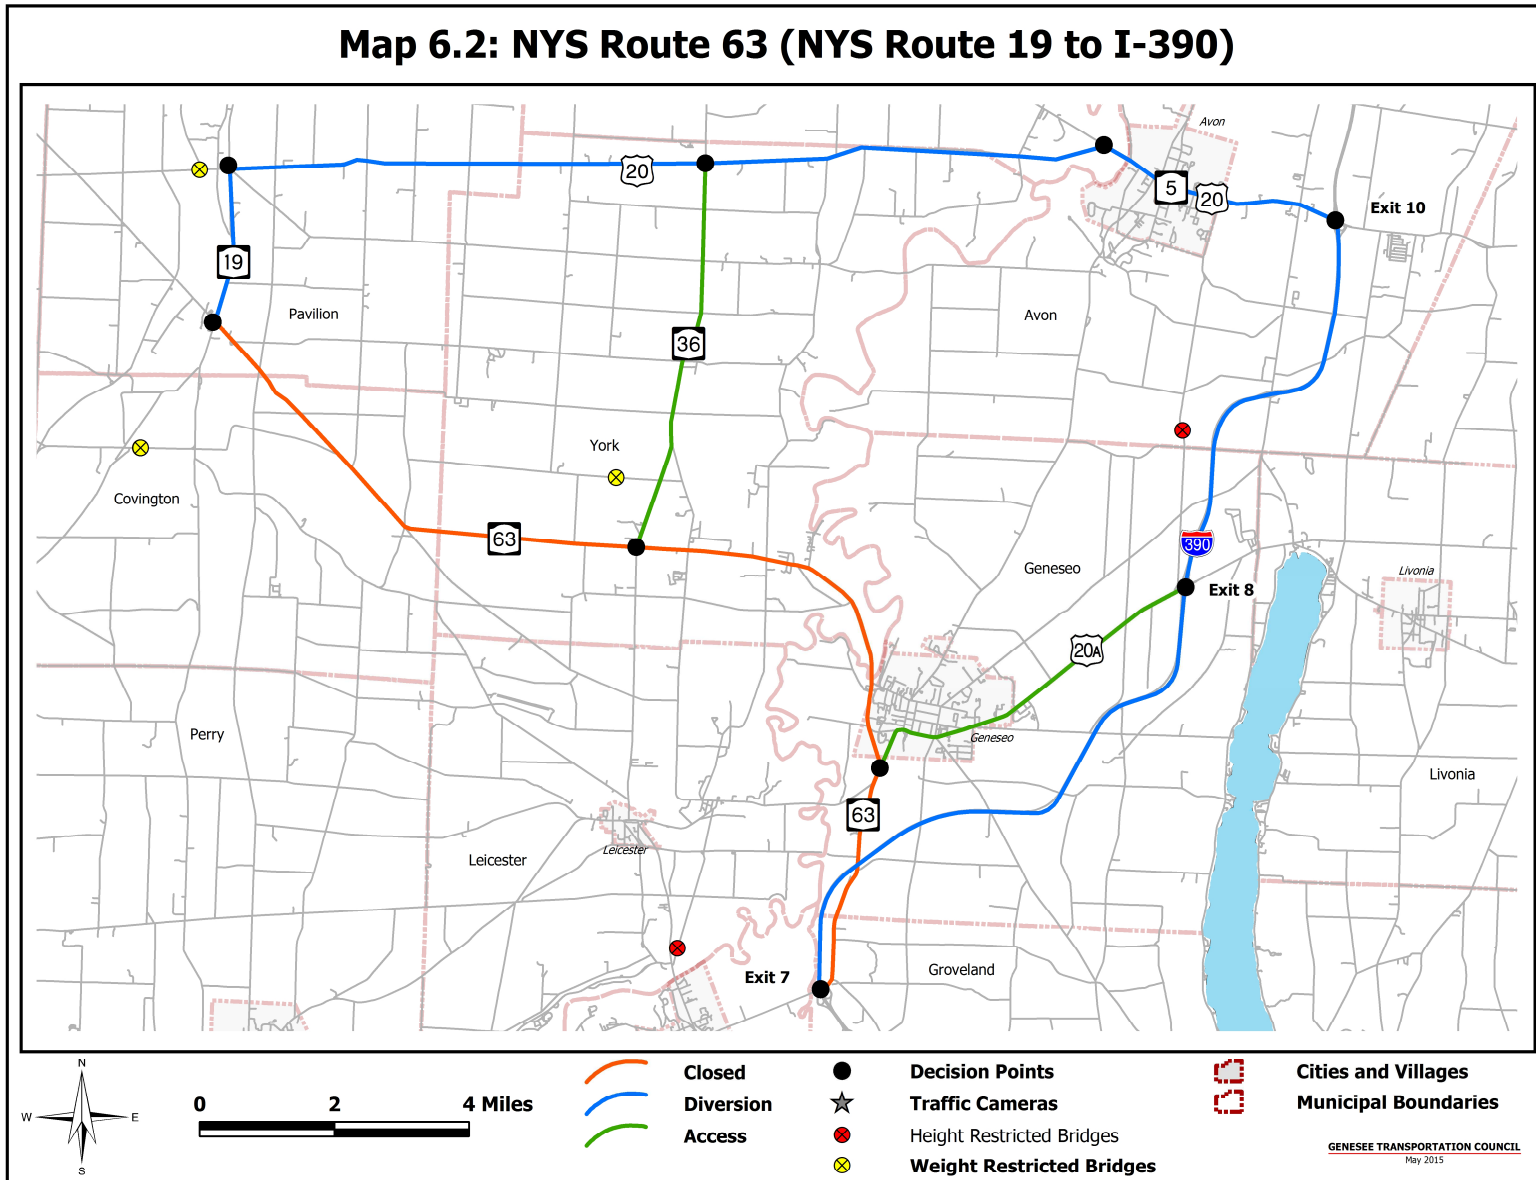 Map 6.2: NYS Route 63 (NYS Route 19 to I-390)
Avon
20
5
20
Exit 10
19
Pavilion
Avon
36
York
Covington
63
390
Geneseo
Livonia
Exit 8
20A
Perry
Geneseo
Livonia
63
Leicester
Leicester
Groveland
Exit 7
N
W
E
S
0
2
4 Miles
Closed
Diversion
Access
Decision Points
Traffic Cameras
Height Restricted Bridges
Weight Restricted Bridges
Cities and Villages
Municipal Boundaries
GENESEE TRANSPORTATION COUNCIL
May 2015